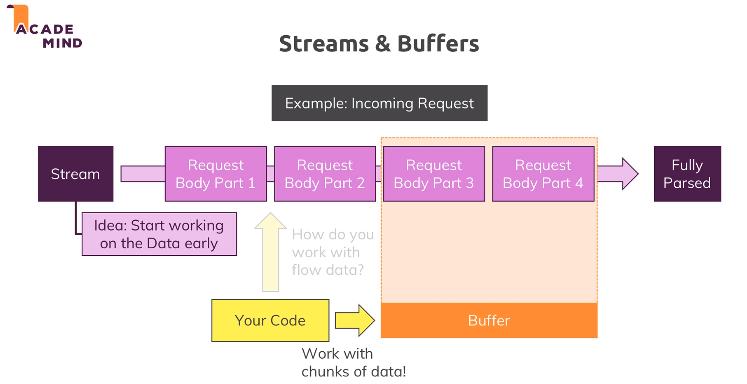 ACADE
MIND
Streams & Buffers
Example: Incoming Request
Stream
Request
Body Part 1
Request
Body Part 2
Request
Body Part 3
Request
Body Part 4
Fully
Parsed
Idea: Start working
on the Data early
How do you
work with
flow data?
Your Code
Buffer
Work with
chunks of data!